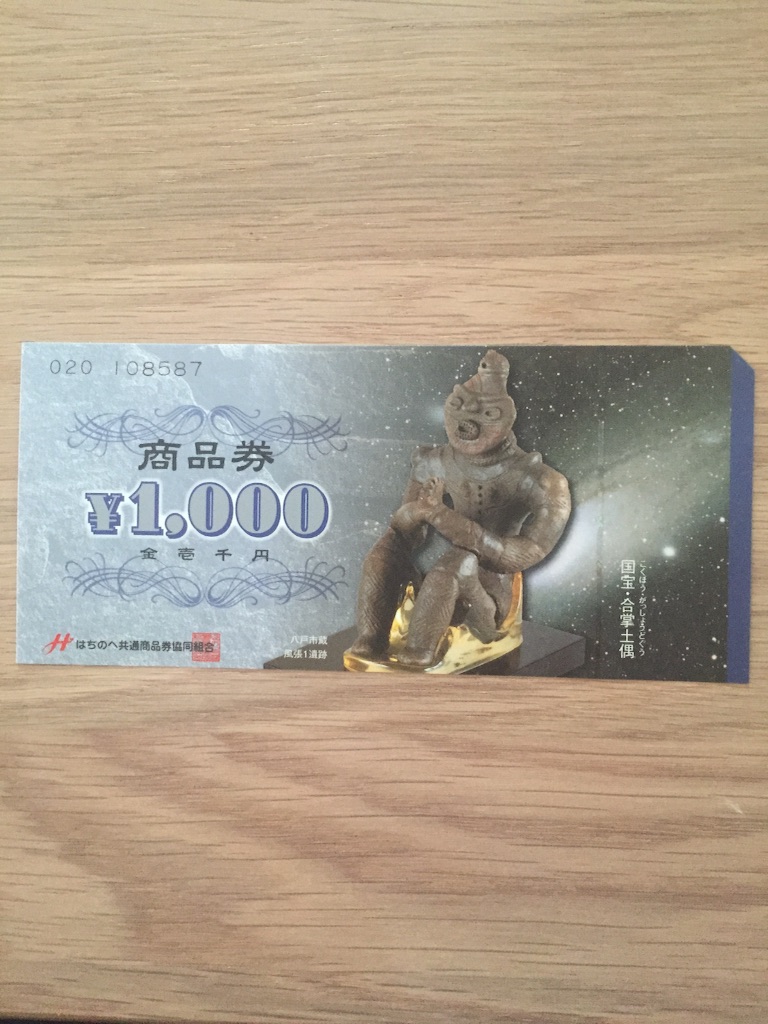 020 108587
商品券
¥1,000
金壱千円
はちのへ共通商品券協同組合
八戸市蔵
風張1遺跡
こくほう・がっしょうどぐう
国宝・合掌土偶